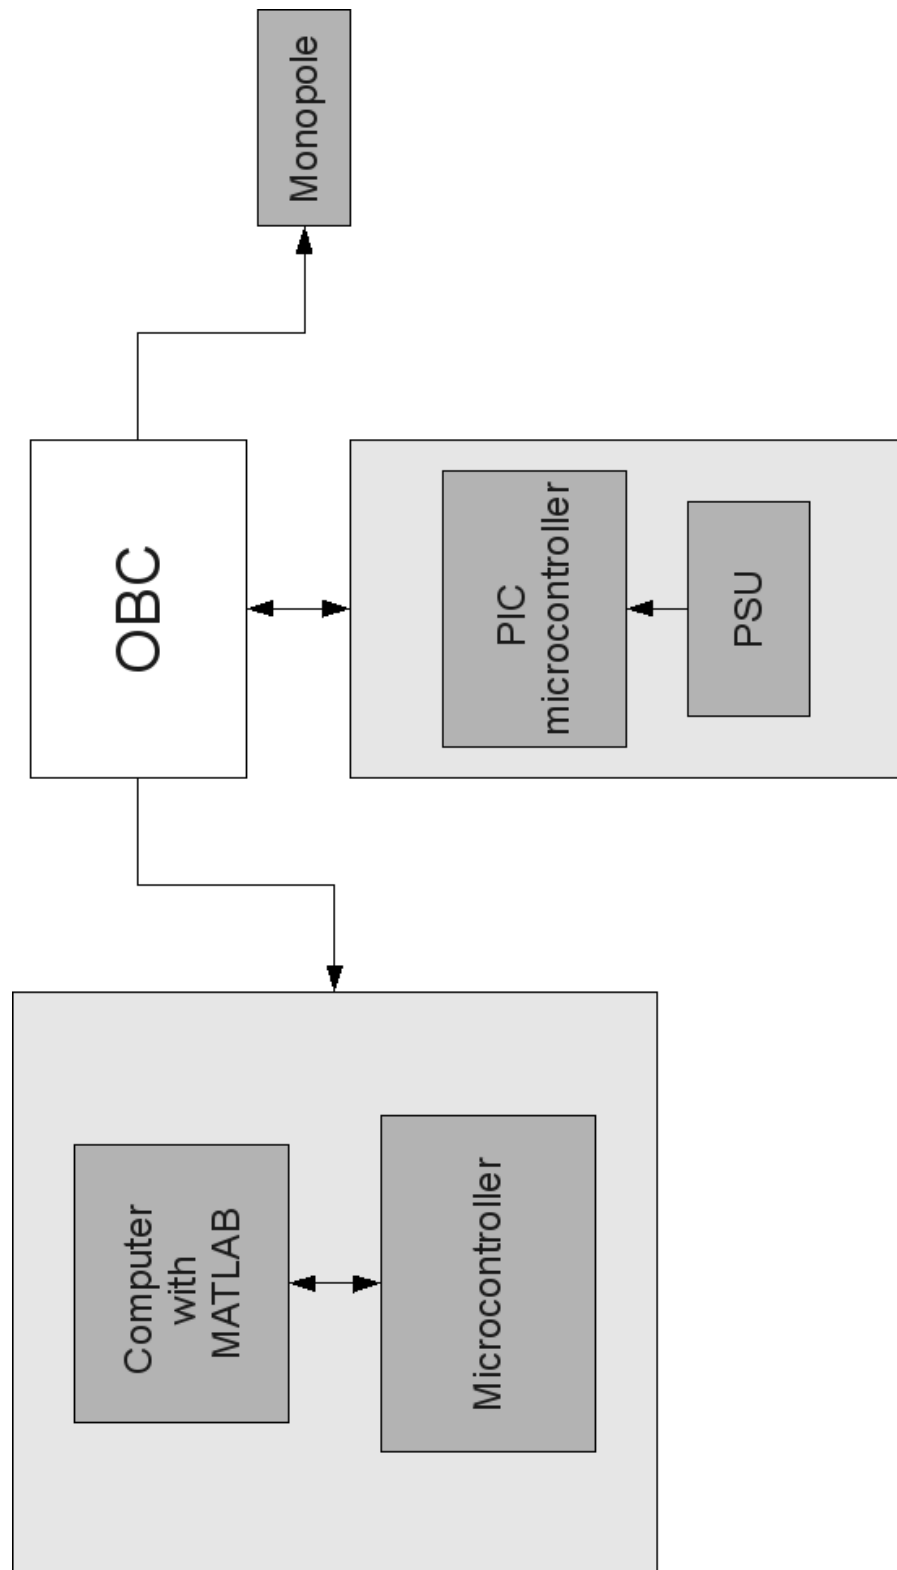 Monopole
OBC
PIC
microcontroller
PSU
Computer
with
MATLAB
Microcontroller